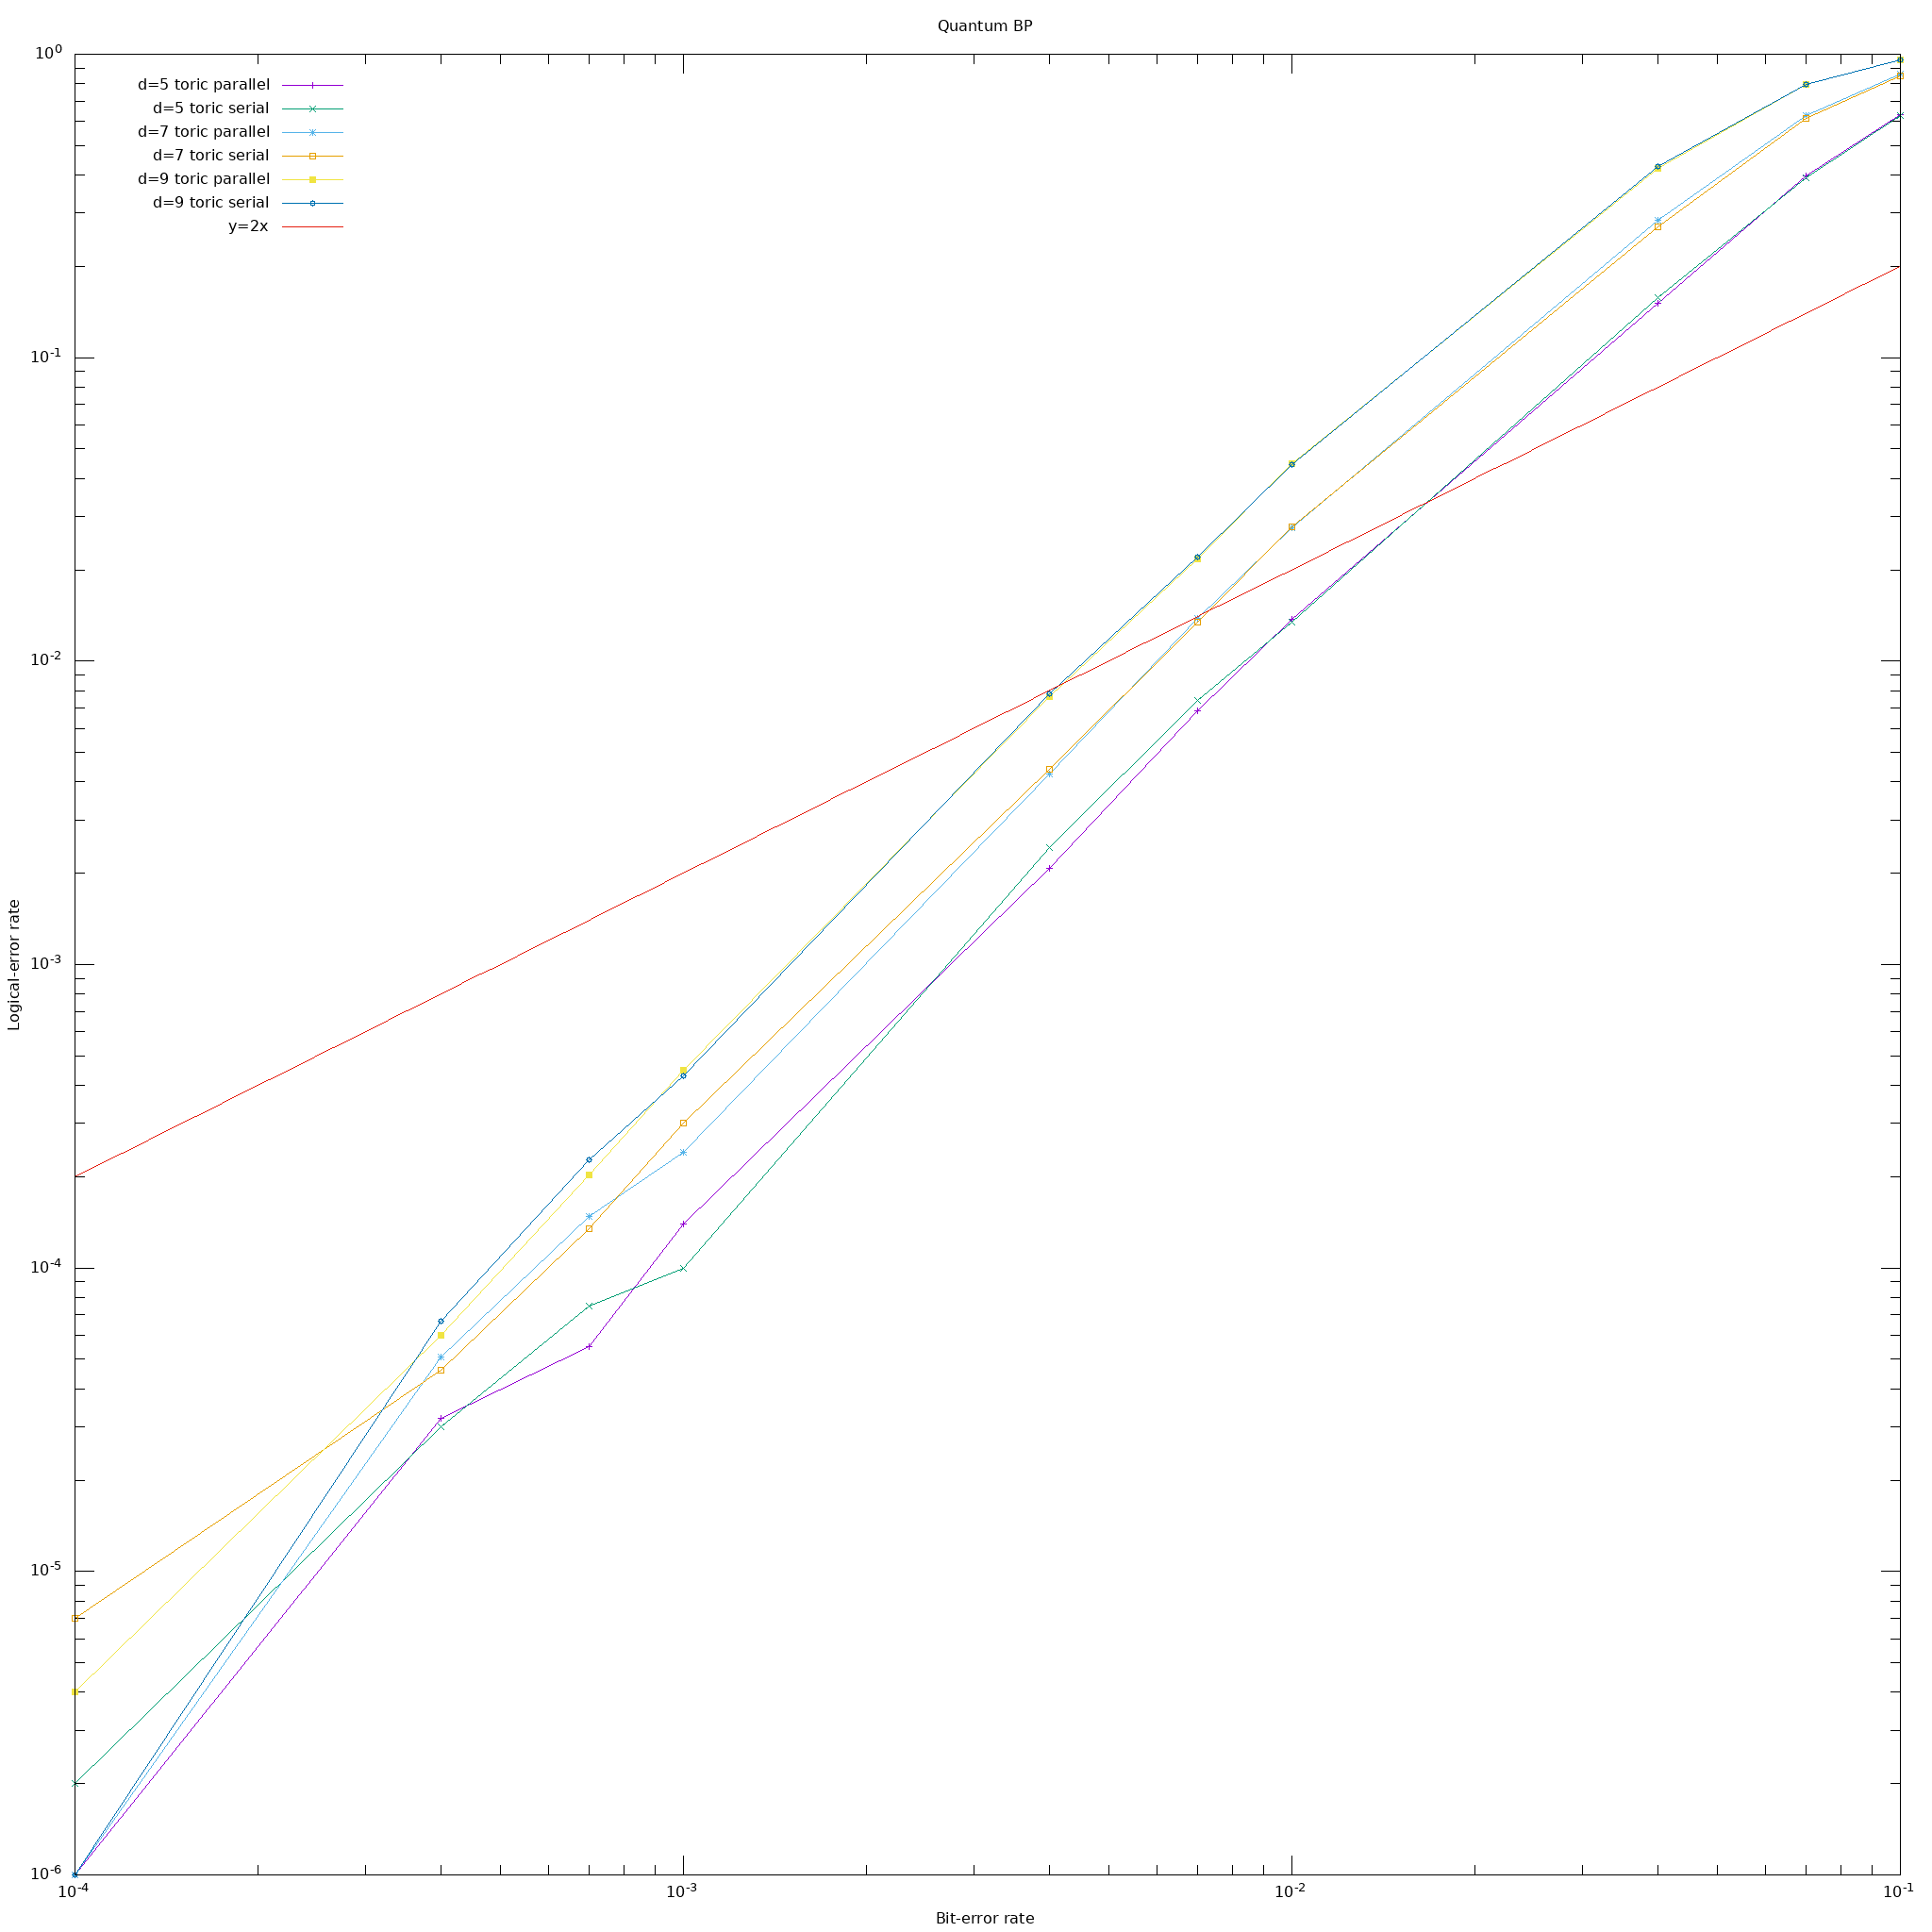 Quantum BP
10^0
10^-1
10^-2
10^-3
10^-4
10^-5
10^-6
d=5 toric parallel
d=5 toric serial
d=7 toric parallel
d=7 toric serial
d=9 toric parallel
d=9 toric serial
y=2x
Logical-error rate
10^-4
10^-3
10^-2
10^-1
Bit-error rate